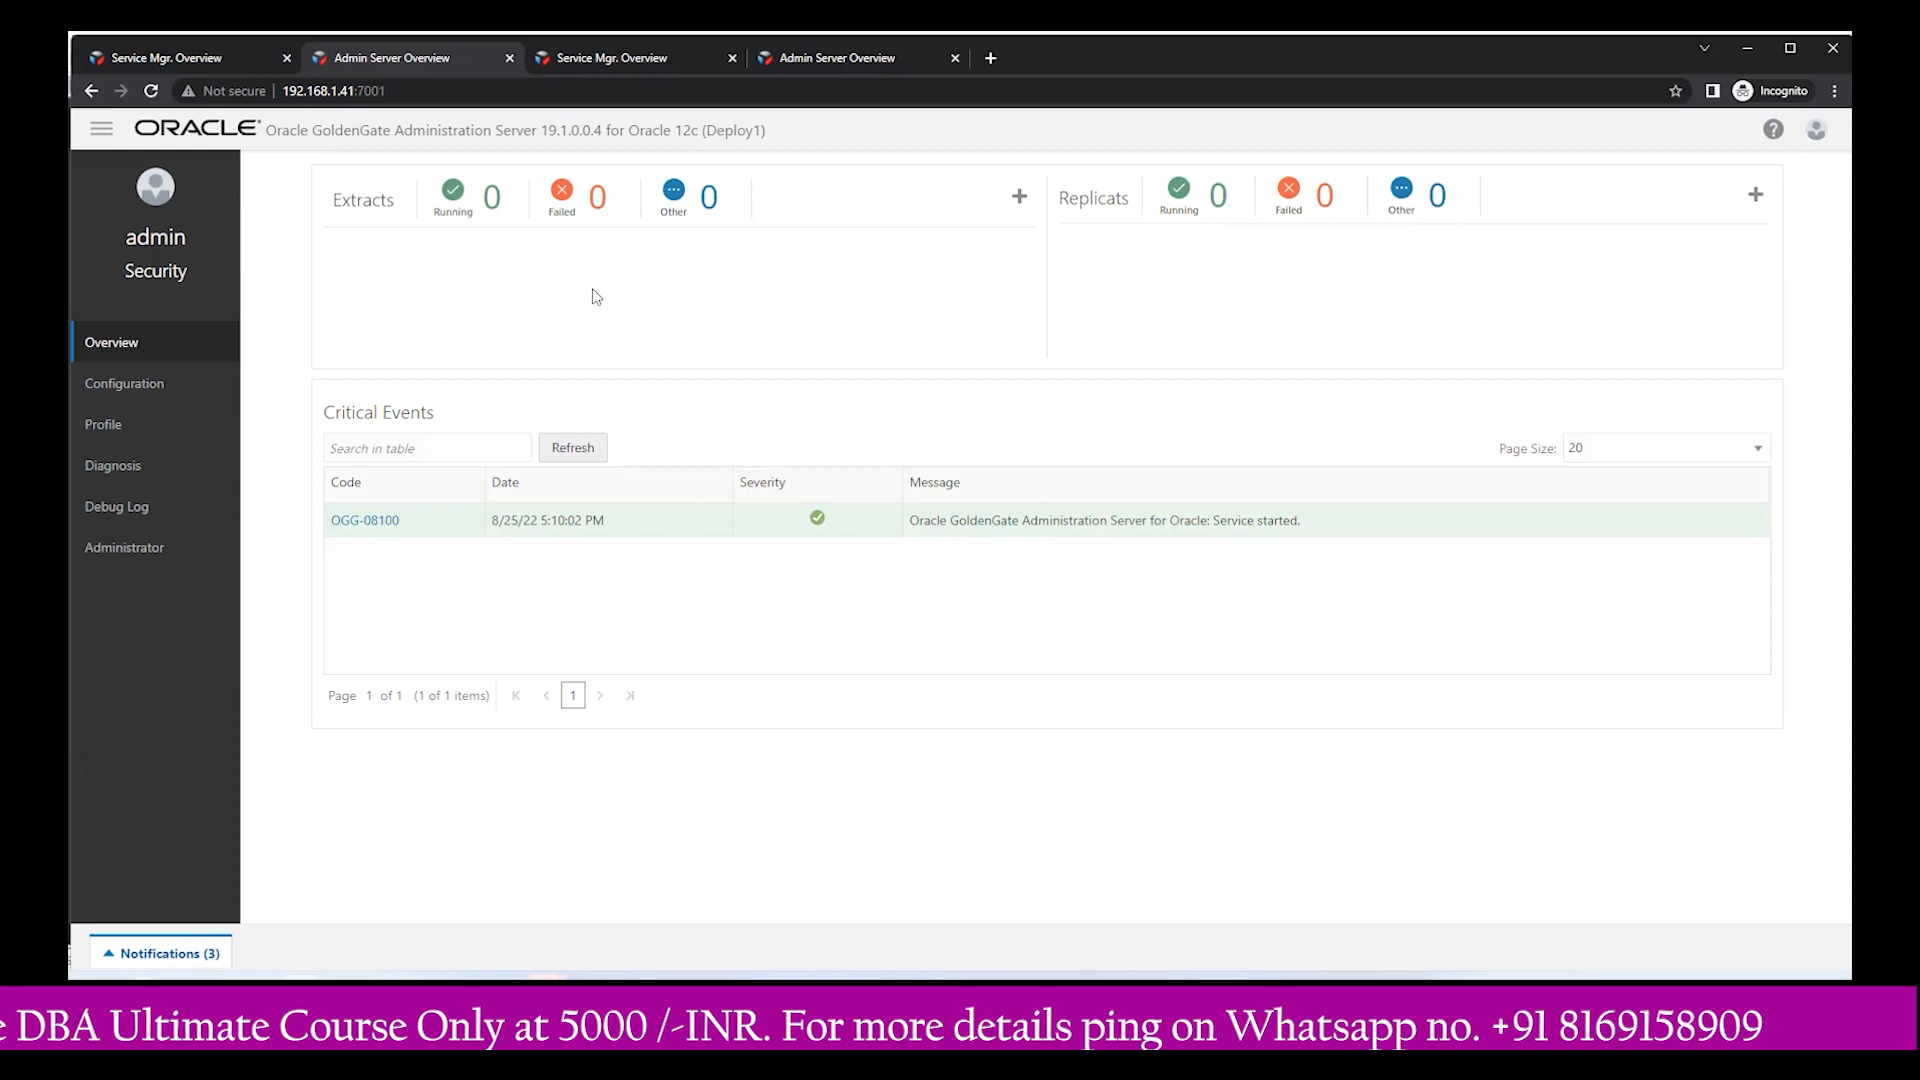 Service Mgr. Overview
Admin Server Overview
Service Mgr. Overview
Admin Server Overview
Not secure
192.168.1.41:7001
Incognito
ORACLE
Oracle GoldenGate Administration Server 19.1.0.0.4 for Oracle 12c (Deploy1)
admin
Security
Overview
Configuration
Profile
Diagnosis
Debug Log
Administrator
Extracts
Running
0
Failed
0
Other
0
Replicats
Running
0
Failed
0
Other
0
Critical Events
Search in table
Refresh
Page Size:
20
Code
Date
Severity
Message
OGG-08100
8/25/22 5:10:02 PM
Oracle GoldenGate Administration Server for Oracle: Service started.
Page 1 of 1 (1 of 1 items)
1
Notifications (3)
e DBA Ultimate Course Only at 5000 /-INR. For more details ping on Whatsapp no. +91 8169158909